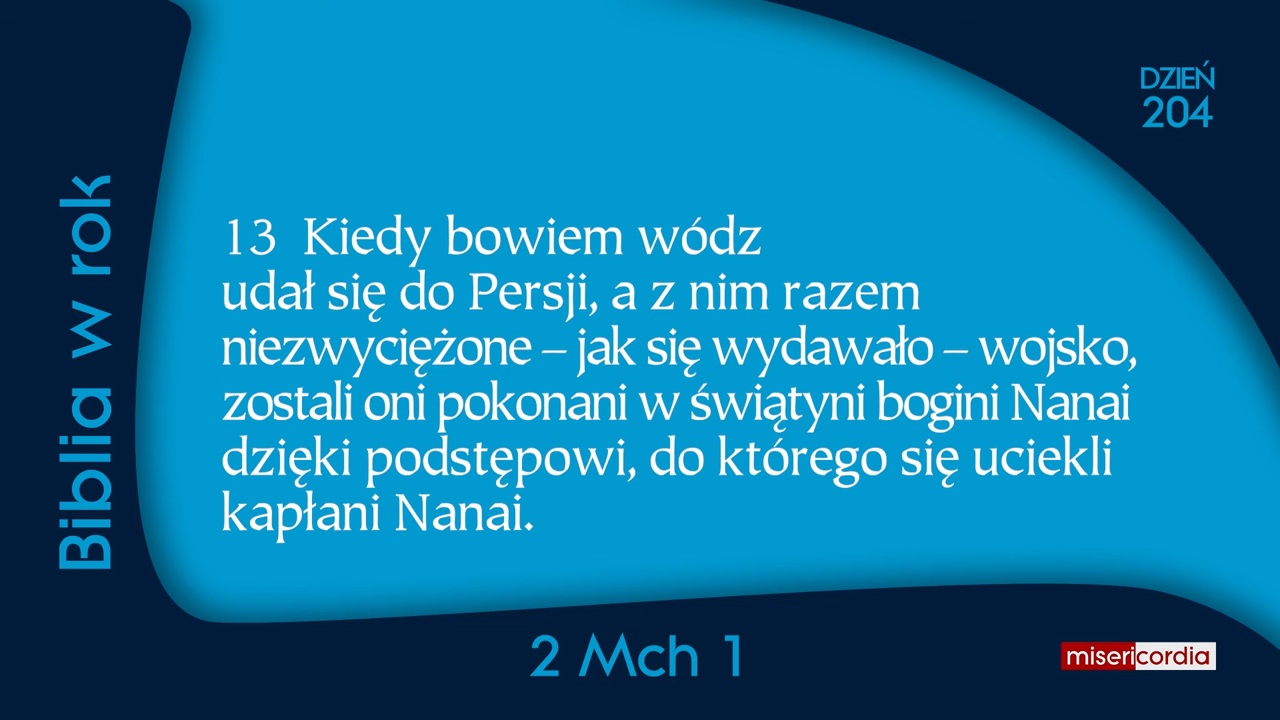 DZIEŃ
204
Biblia w rok
13 Kiedy bowiem wódz
udał się do Persji, a z nim razem
niezwyciężone – jak się wydawało – wojsko,
zostali oni pokonani w świątyni bogini Nanai
dzięki podstępowi, do którego się uciekli
kapłani Nanai.
2 Mch 1
misericordia